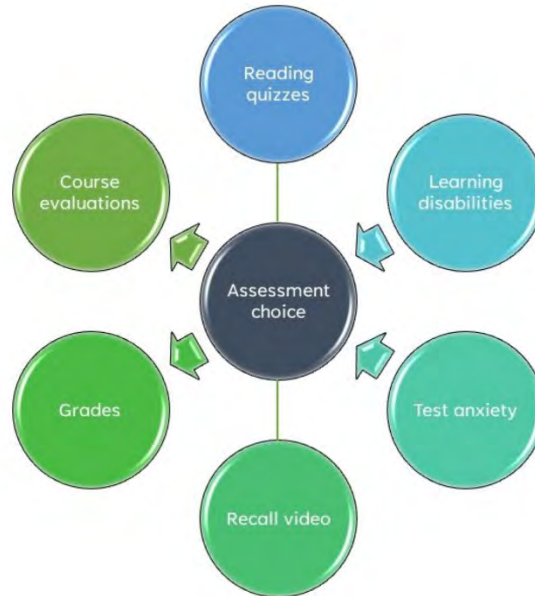 Reading
quizzes
Course
evaluations
Learning
disabilities
Assessment
choice
Grades
Test anxiety
Recall video